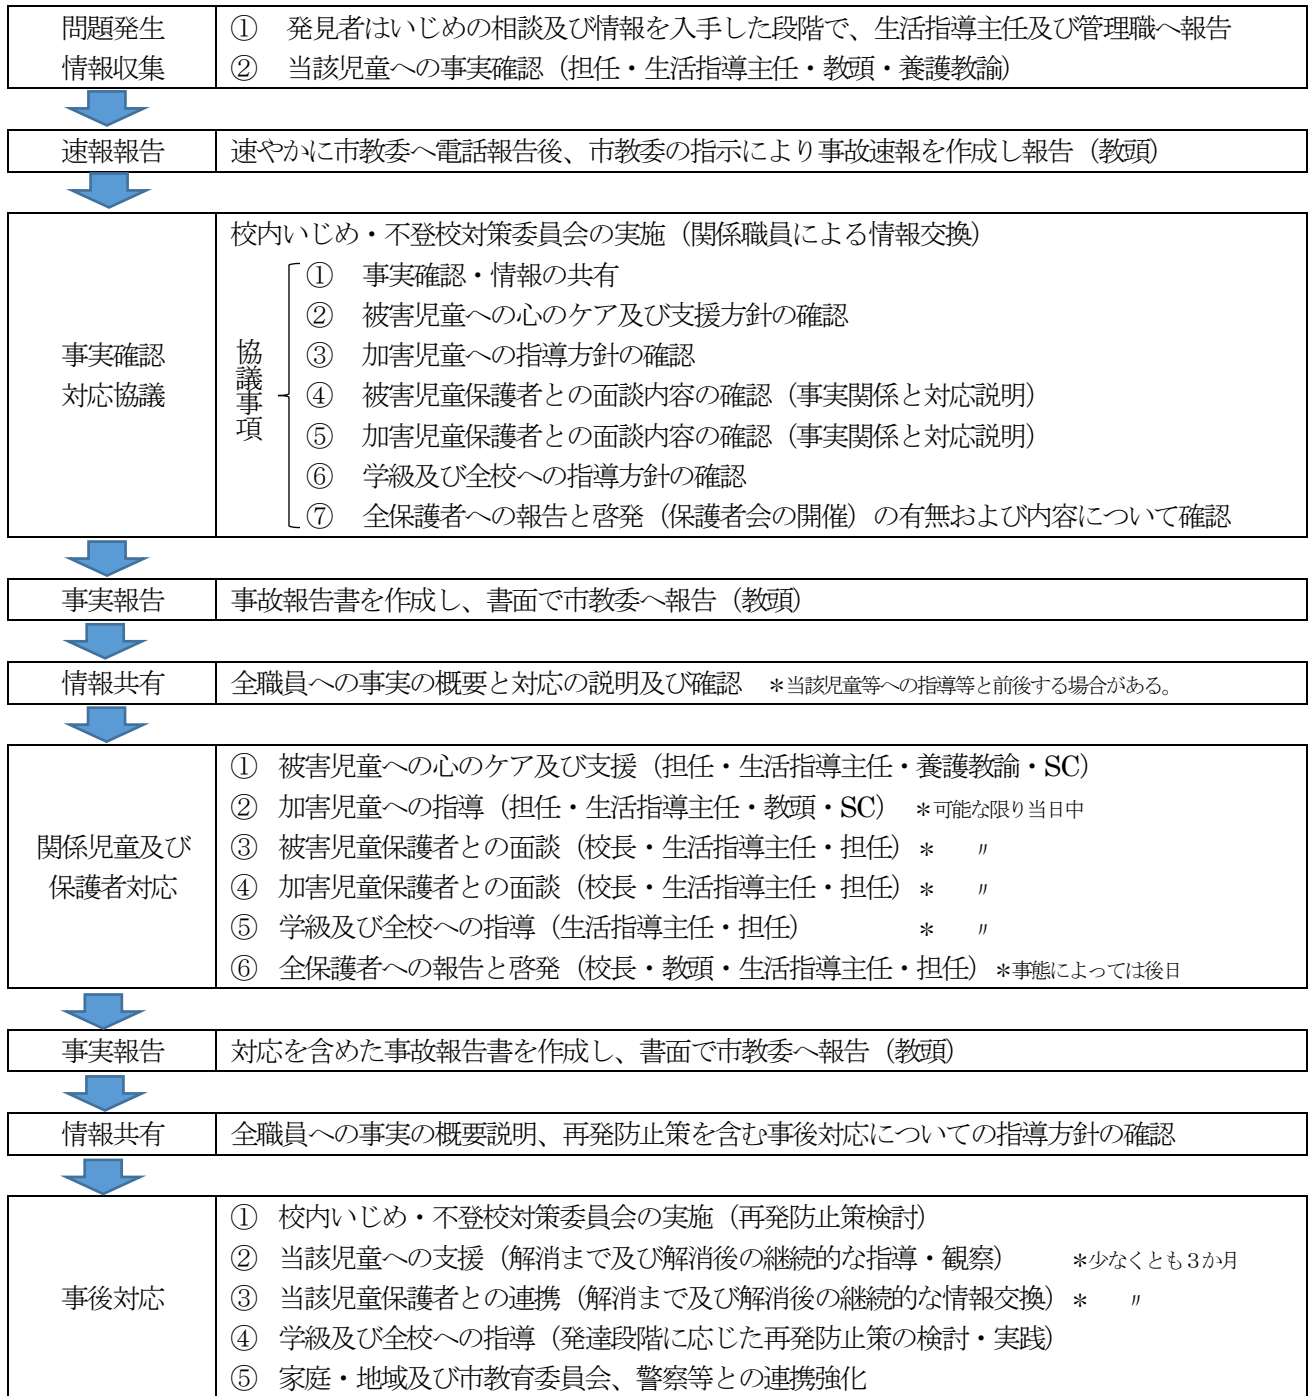 問題発生
情報収集
① 発見者はいじめの相談及び情報を入手した段階で、生活指導主任及び管理職へ報告
② 当該児童への事実確認（担任・生活指導主任・教頭・養護教諭）
速報報告
速やかに市教委へ電話報告後、市教委の指示により事故速報を作成し報告（教頭）
事実確認
対応協議
校内いじめ・不登校対策委員会の実施（関係職員による情報交換）
協議事項
① 事実確認・情報の共有
② 被害児童への心のケア及び支援方針の確認
③ 加害児童への指導方針の確認
④ 被害児童保護者との面談内容の確認（事実関係と対応説明）
⑤ 加害児童保護者との面談内容の確認（事実関係と対応説明）
⑥ 学級及び全校への指導方針の確認
⑦ 全保護者への報告と啓発（保護者会の開催）の有無および内容について確認
事実報告
事故報告書を作成し、書面で市教委へ報告（教頭）
情報共有
全職員への事実の概要と対応の説明及び確認 ＊当該児童等への指導等と前後する場合がある。
関係児童及び
保護者対応
① 被害児童への心のケア及び支援（担任・生活指導主任・養護教諭・SC）
② 加害児童への指導（担任・生活指導主任・教頭・SC） ＊可能な限り当日中
③ 被害児童保護者との面談（校長・生活指導主任・担任）＊ 〃
④ 加害児童保護者との面談（校長・生活指導主任・担任）＊ 〃
⑤ 学級及び全校への指導（生活指導主任・担任） ＊ 〃
⑥ 全保護者への報告と啓発（校長・教頭・生活指導主任・担任）＊事態によっては後日
事実報告
対応を含めた事故報告書を作成し、書面で市教委へ報告（教頭）
情報共有
全職員への事実の概要説明、再発防止策を含む事後対応についての指導方針の確認
事後対応
① 校内いじめ・不登校対策委員会の実施（再発防止策検討）
② 当該児童への支援（解消まで及び解消後の継続的な指導・観察） ＊少なくとも３か月
③ 当該児童保護者との連携（解消まで及び解消後の継続的な情報交換）＊ 〃
④ 学級及び全校への指導（発達段階に応じた再発防止策の検討・実践）
⑤ 家庭・地域及び市教育委員会、警察等との連携強化